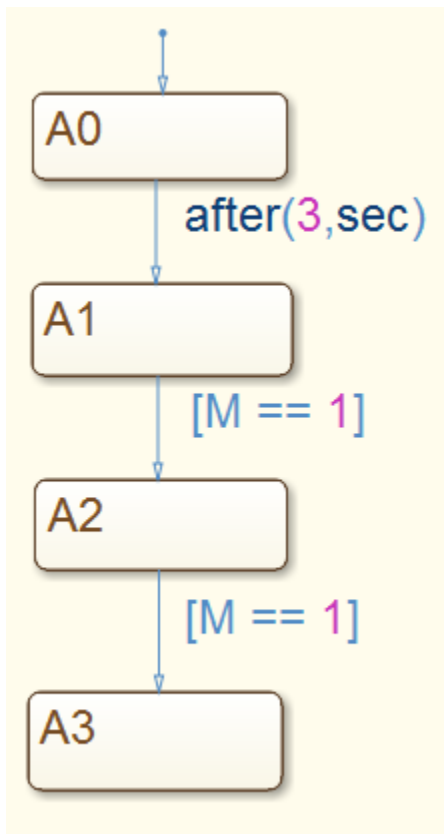 A0
after(3,sec)
A1
[M == 1]
A2
[M == 1]
A3